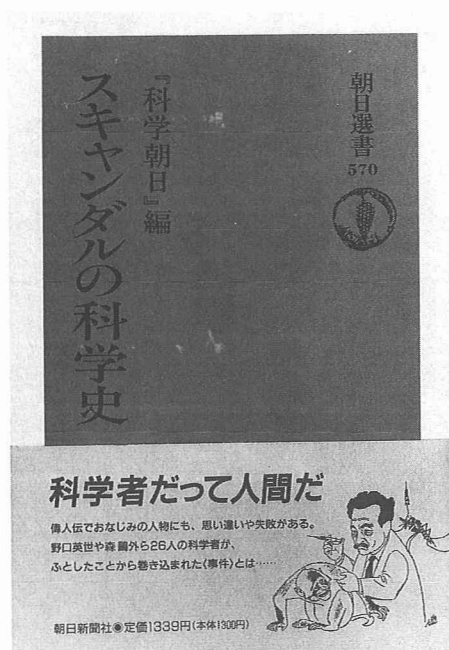 朝日選書
570
『科学朝日』編
スキャンダルの科学史
科学者だって人間だ
偉人伝でおなじみの人物にも、思い違いや失敗がある。
野口英世や森鷗外ら26人の科学者が、
ふとしたことから巻き込まれた〈事件〉とは……
朝日新聞社●定価1339円(本体1300円)